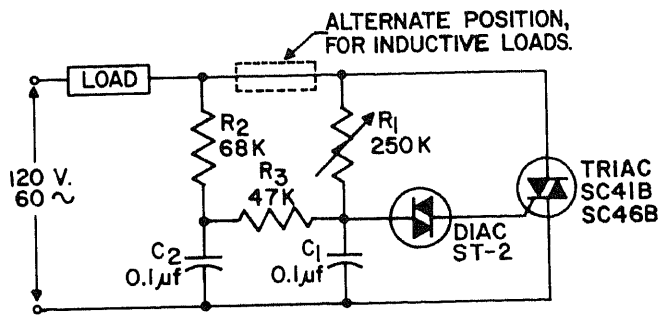 ALTERNATE POSITION,
FOR INDUCTIVE LOADS.
LOAD
R2
68K
R1
250K
R3
47K
120 V.
60 ~
TRIAC
SC41B
SC46B
DIAC
ST-2
C2
0.1μf
C1
0.1μf